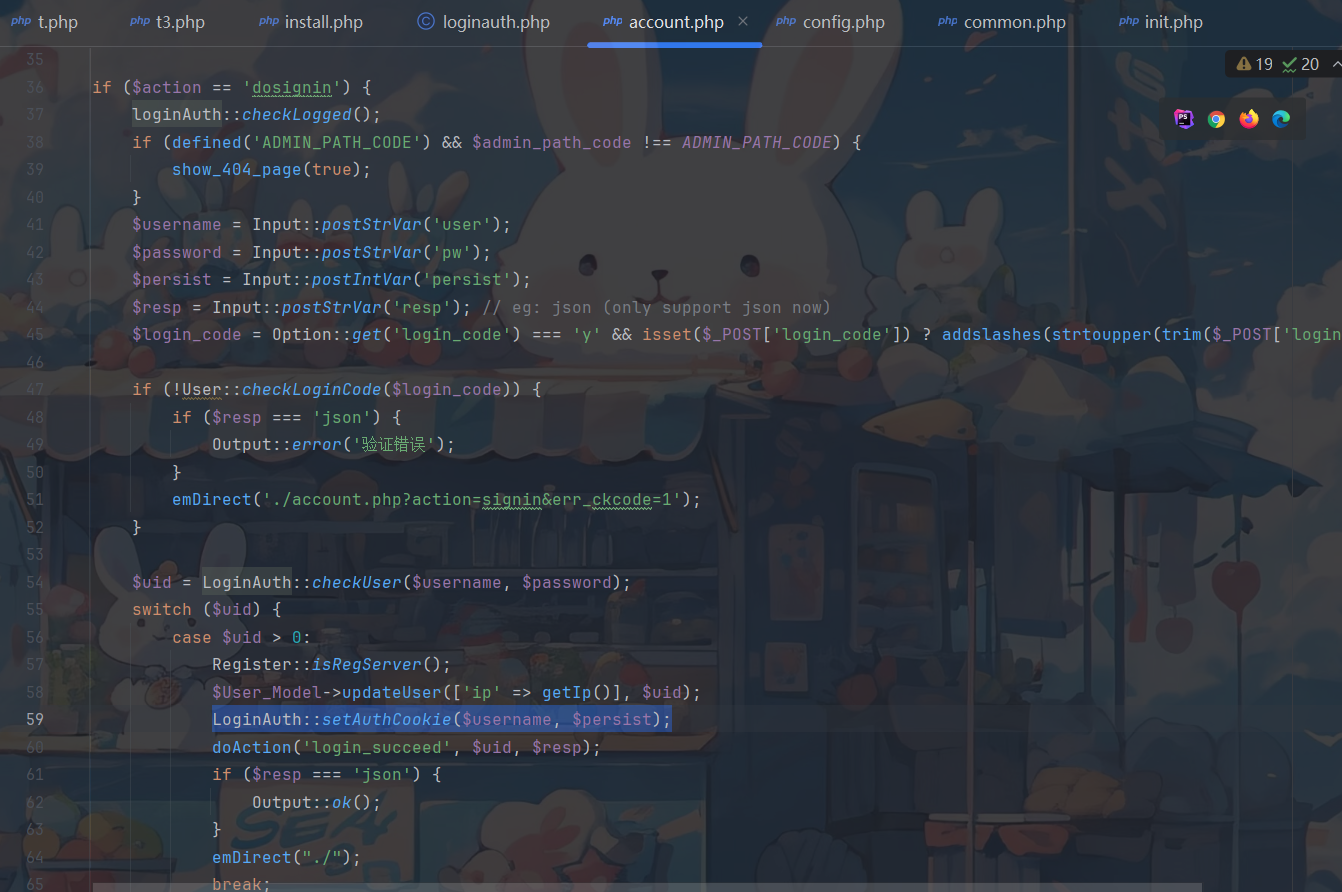 php t.php php t3.php php install.php C loginauth.php php account.php × php config.php php common.php php init.php
35
19 20
36 if ($action == 'dosignin') {
37 loginAuth::checkLogged();
38 if (defined('ADMIN_PATH_CODE') && $admin_path_code !== ADMIN_PATH_CODE) {
39 show_404_page(true);
40 }
41 $username = Input::postStrVar('user');
42 $password = Input::postStrVar('pw');
43 $persist = Input::postIntVar('persist');
44 $resp = Input::postStrVar('resp'); // eg: json (only support json now)
45 $login_code = Option::get('login_code') === 'y' && isset($_POST['login_code']) ? addslashes(strtoupper(trim($_POST['login
46
47 if (!User::checkLoginCode($login_code)) {
48 if ($resp === 'json') {
49 Output::error('验证错误');
50 }
51 emDirect('./account.php?action=signin&err_ckcode=1');
52 }
53
54 $uid = LoginAuth::checkUser($username, $password);
55 switch ($uid) {
56 case $uid > 0:
57 Register::isRegServer();
58 $User_Model->updateUser(['ip' => getIp()], $uid);
59 LoginAuth::setAuthCookie($username, $persist);
60 doAction('login_succeed', $uid, $resp);
61 if ($resp === 'json') {
62 Output::ok();
63 }
64 emDirect("./");
65 break;